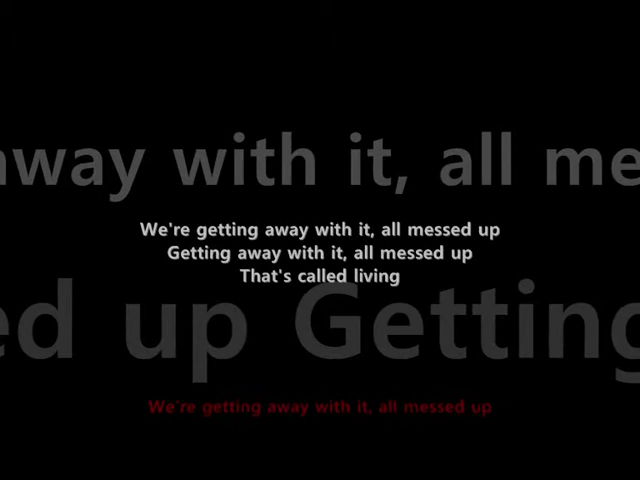 away with it, all me
We're getting away with it, all messed up
Getting away with it, all messed up
That's called living
ed up Getting
We're getting away with it, all messed up